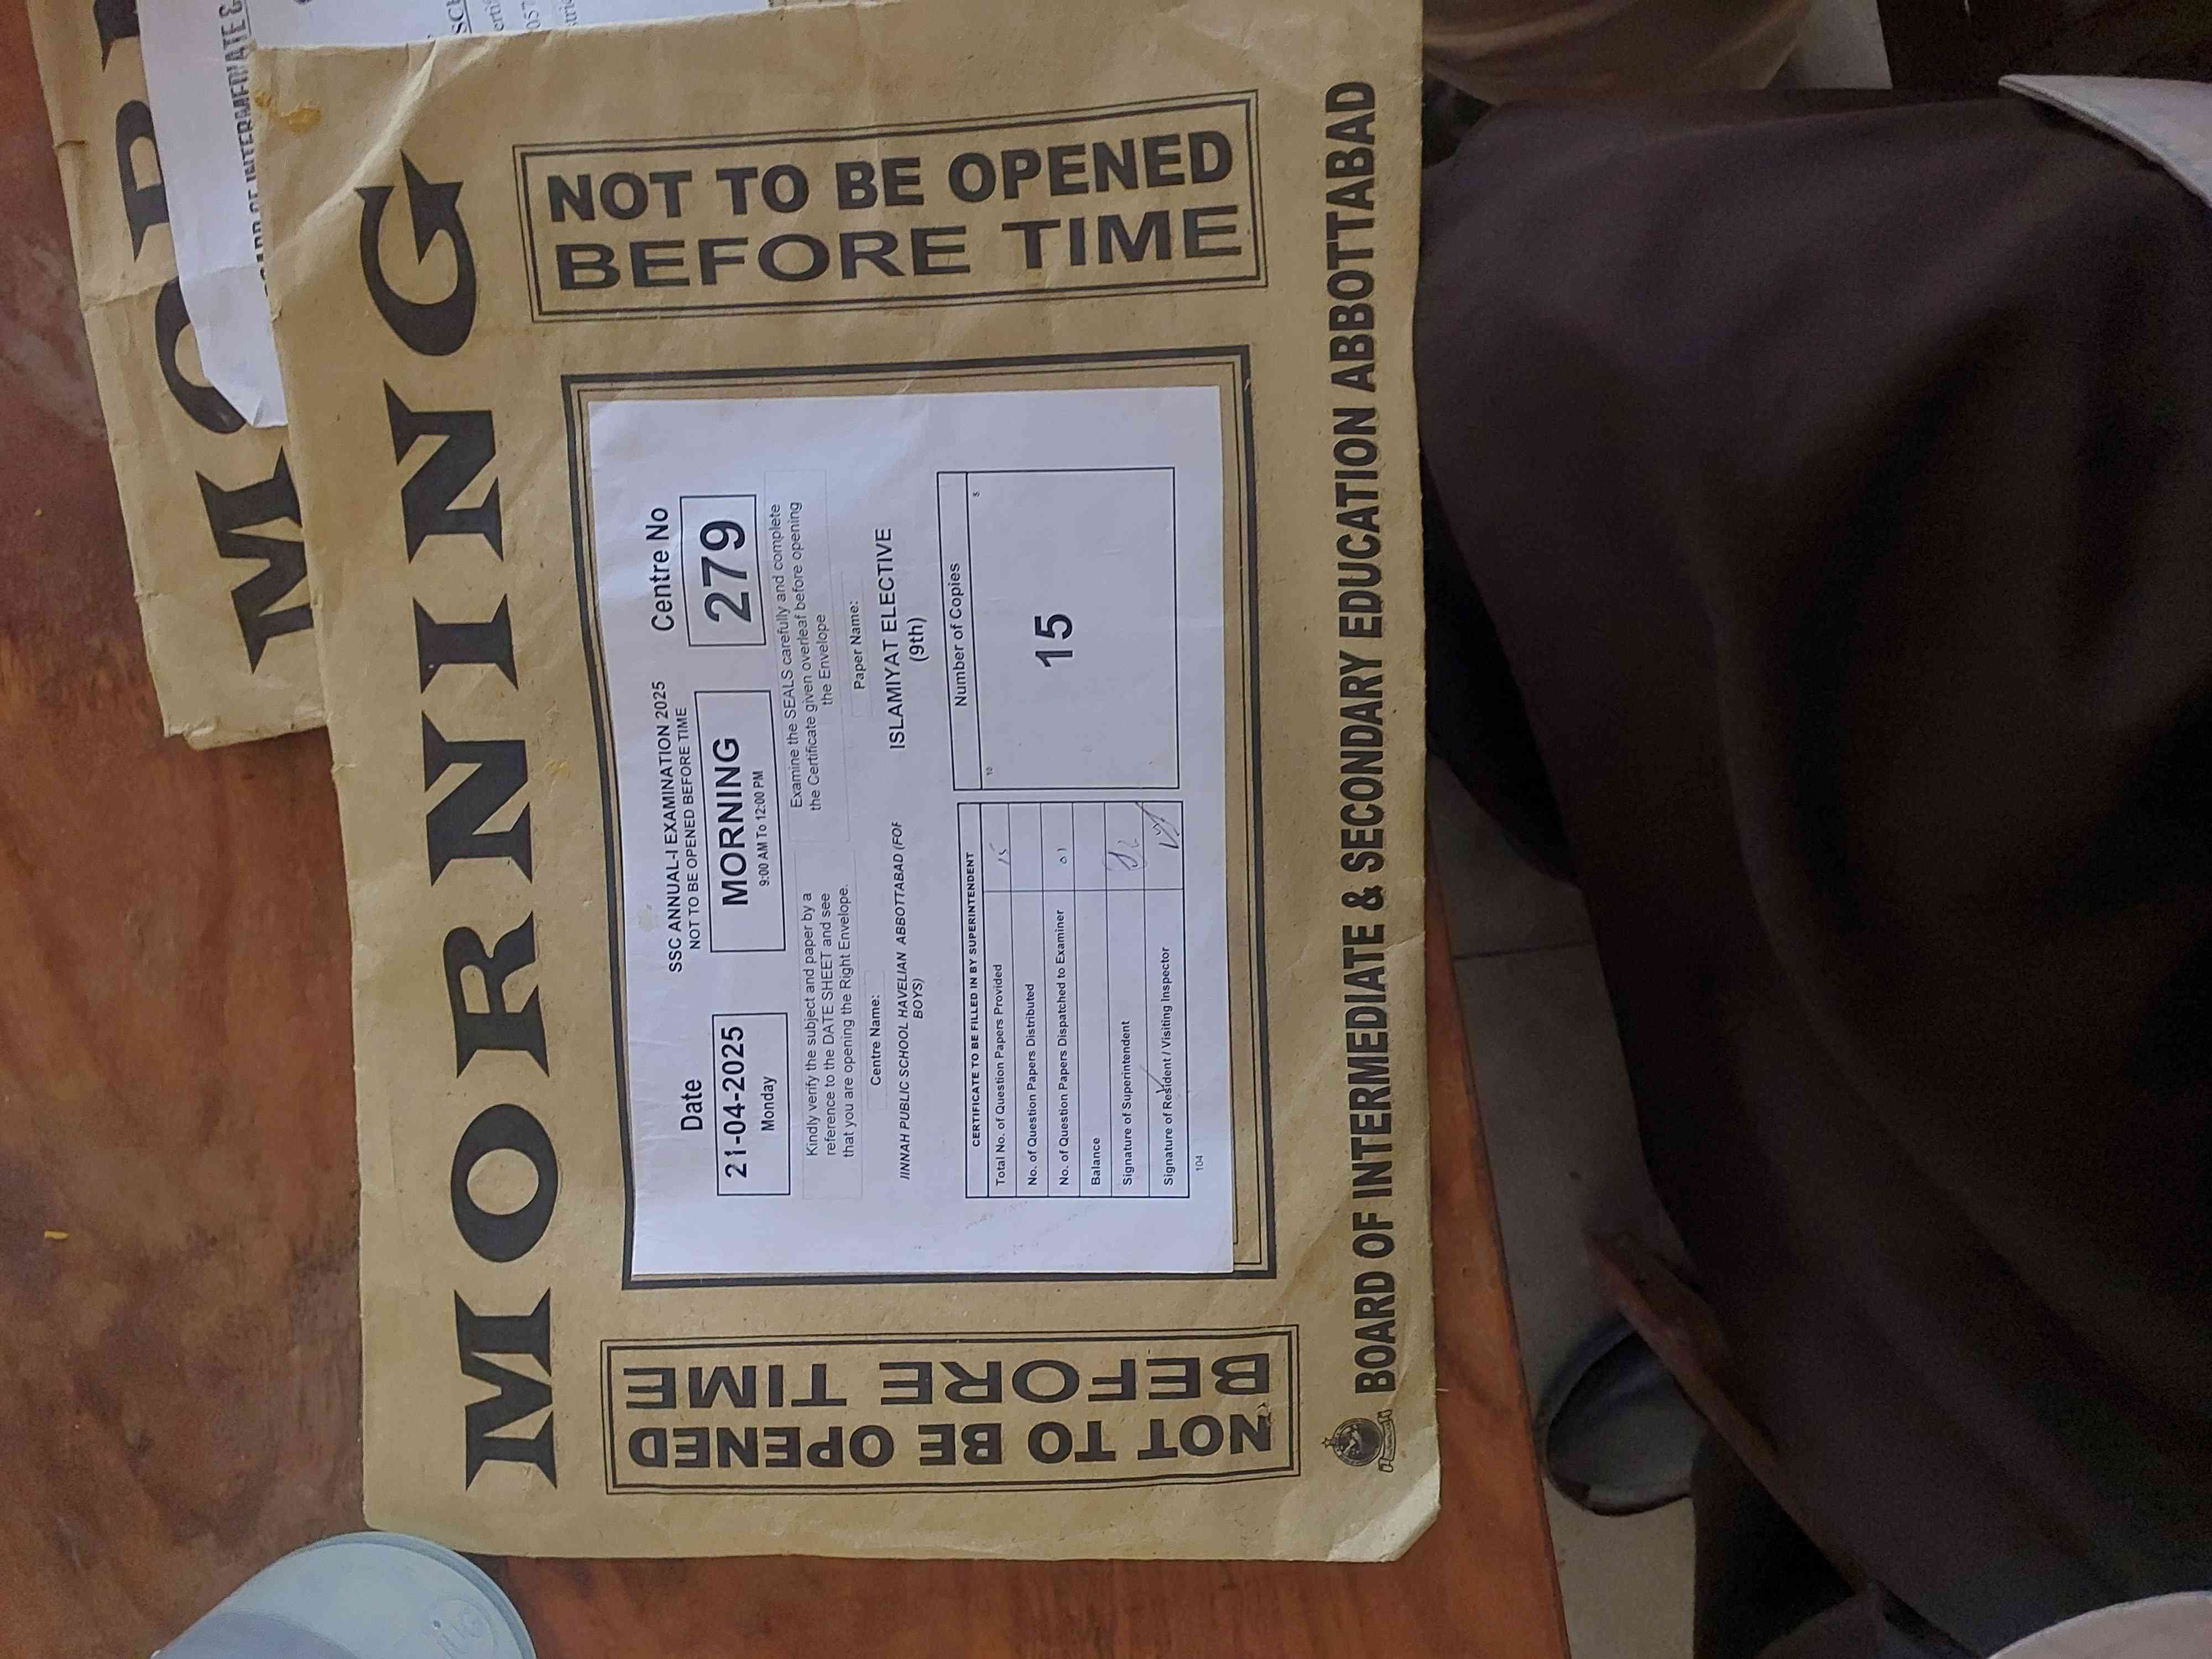 MORNING
NOT TO BE OPENED
BEFORE TIME
NOT TO BE OPENED
BEFORE TIME
SSC ANNUAL-I EXAMINATION 2025
NOT TO BE OPENED BEFORE TIME
Date
21-04-2025
Monday
MORNING
9:00 AM To 12:00 PM
Centre No
279
Kindly verify the subject and paper by a
reference to the DATE SHEET and see
that you are opening the Right Envelope.
Examine the SEALS carefully and complete
the Certificate given overleaf before opening
the Envelope
Centre Name:
JINNAH PUBLIC SCHOOL HAVELIAN ABBOTTABAD (FOR
BOYS)
Paper Name:
ISLAMIYAT ELECTIVE
(9th)
CERTIFICATE TO BE FILLED IN BY SUPERINTENDENT
Total No. of Question Papers Provided 15
No. of Question Papers Distributed
No. of Question Papers Dispatched to Examiner 01
Balance
Signature of Superintendent
Signature of Resident / Visiting Inspector
Number of Copies
10 5
15
104
BOARD OF INTERMEDIATE & SECONDARY EDUCATION ABBOTTABAD